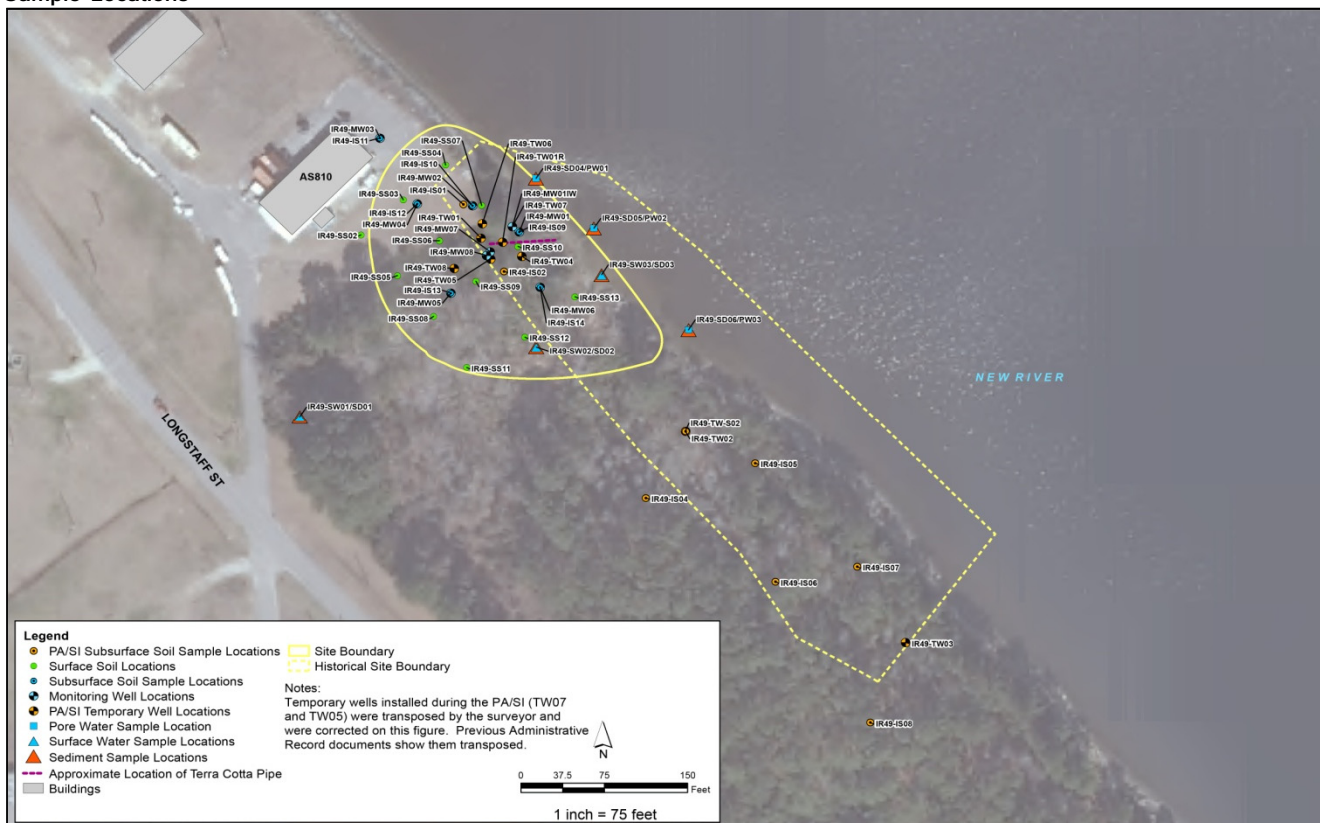 Sample Locations
IR49-MW03
IR49-IS11
AS810
IR49-SS07
IR49-SS04
IR49-IS10
IR49-MW02
IR49-IS01
IR49-SS03
IR49-IS12
IR49-MW04
IR49-TW01
IR49-MW07
IR49-SS02
IR49-SS06
IR49-MW08
IR49-TW08
IR49-TW05
IR49-SS05
IR49-IS13
IR49-MW05
IR49-SS08
IR49-TW06
IR49-TW01R
IR49-SD04/PW01
IR49-MW01IW
IR49-TW07
IR49-MW01
IR49-IS09
IR49-SD05/PW02
IR49-SS10
IR49-TW04
IR49-IS02
IR49-SW03/SD03
IR49-SS09
IR49-SS13
IR49-MW06
IR49-IS14
IR49-SD06/PW03
IR49-SS12
IR49-SW02/SD02
IR49-SS11
NEW RIVER
IR49-SW01/SD01
LONGSTAFF ST
IR49-TW-S02
IR49-TW02
IR49-IS05
IR49-IS04
IR49-IS07
IR49-IS06
IR49-TW03
IR49-IS08
Legend
PA/SI Subsurface Soil Sample Locations
Surface Soil Locations
Subsurface Soil Sample Locations
Monitoring Well Locations
PA/SI Temporary Well Locations
Pore Water Sample Location
Surface Water Sample Locations
Sediment Sample Locations
Approximate Location of Terra Cotta Pipe
Buildings
Site Boundary
Historical Site Boundary
Notes:
Temporary wells installed during the PA/SI (TW07
and TW05) were transposed by the surveyor and
were corrected on this figure. Previous Administrative
Record documents show them transposed.
N
0 37.5 75 150
Feet
1 inch = 75 feet